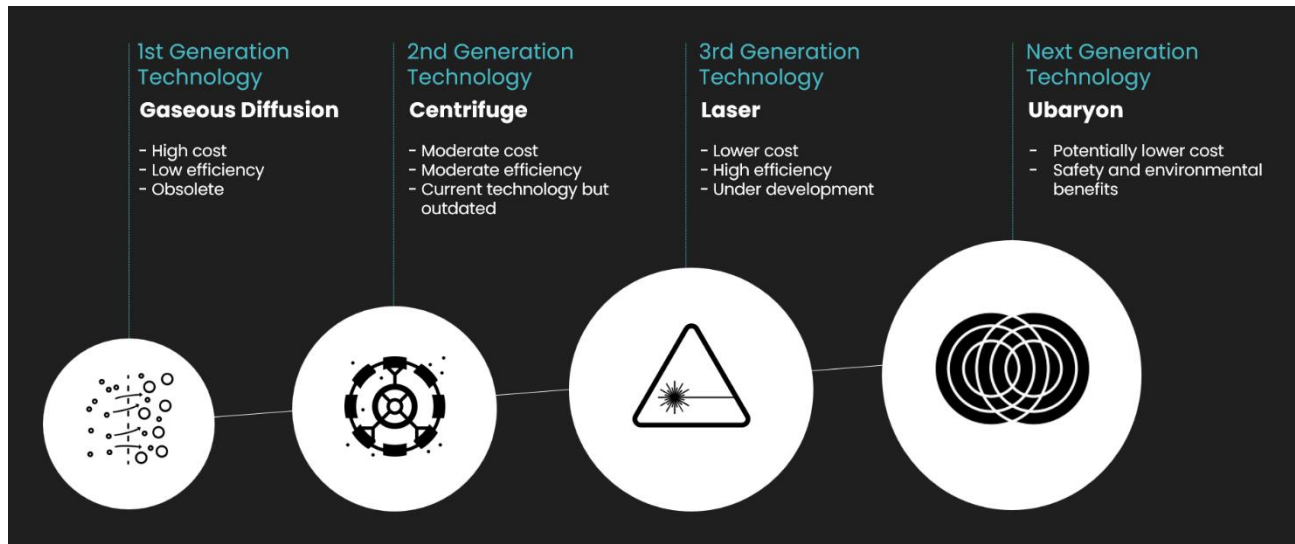 1st Generation
Technology
Gaseous Diffusion
- High cost
- Low efficiency
- Obsolete
2nd Generation
Technology
Centrifuge
- Moderate cost
- Moderate efficiency
- Current technology but
outdated
3rd Generation
Technology
Laser
- Lower cost
- High efficiency
- Under development
Next Generation
Technology
Ubaryon
- Potentially lower cost
- Safety and environmental
benefits